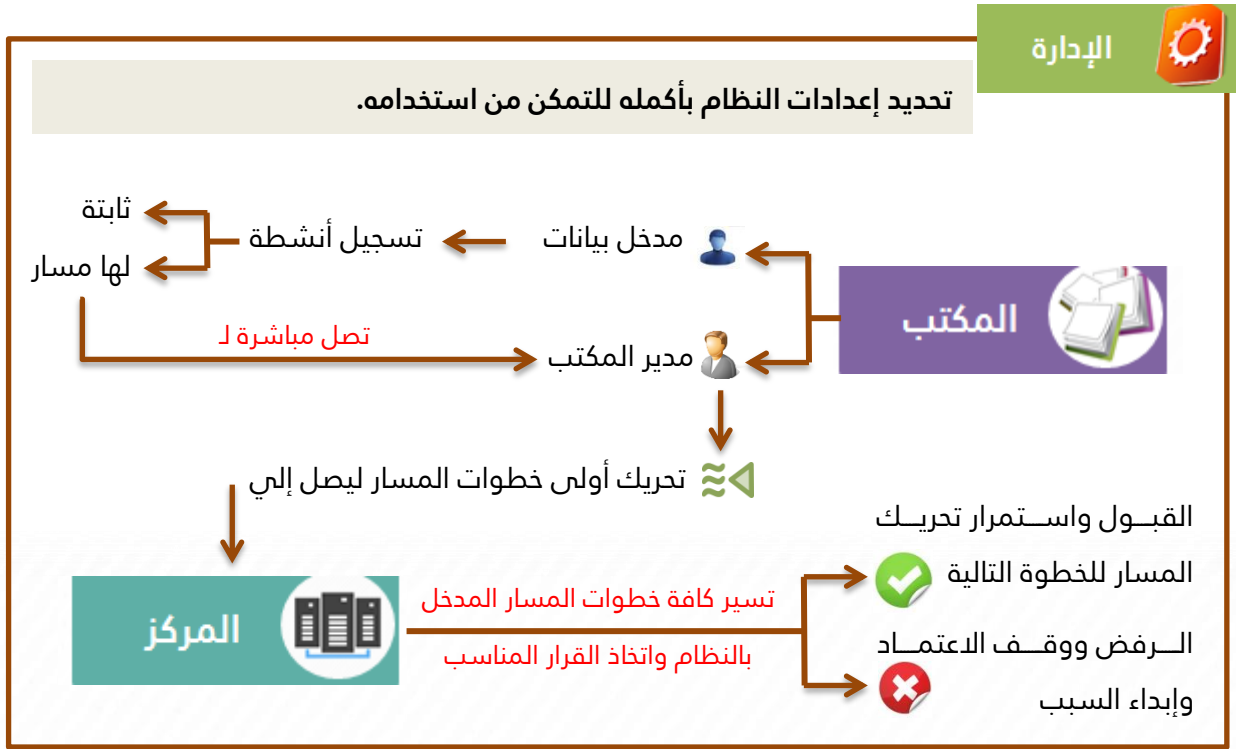 الإدارة
تحديد إعدادات النظام بأكمله للتمكن من استخدامه.
المكتب
مدخل بيانات
تسجيل أنشطة
ثابتة
لها مسار
تصل مباشرة لـ
مدير المكتب
تحريك أولى خطوات المسار ليصل إلي
المركز
تسير كافة خطوات المسار المدخل
بالنظام واتخاذ القرار المناسب
القبـــول واســـتمرار تحريـــك
المسار للخطوة التالية
الـــرفض ووقـــف الاعتمـــاد
وإبداء السبب